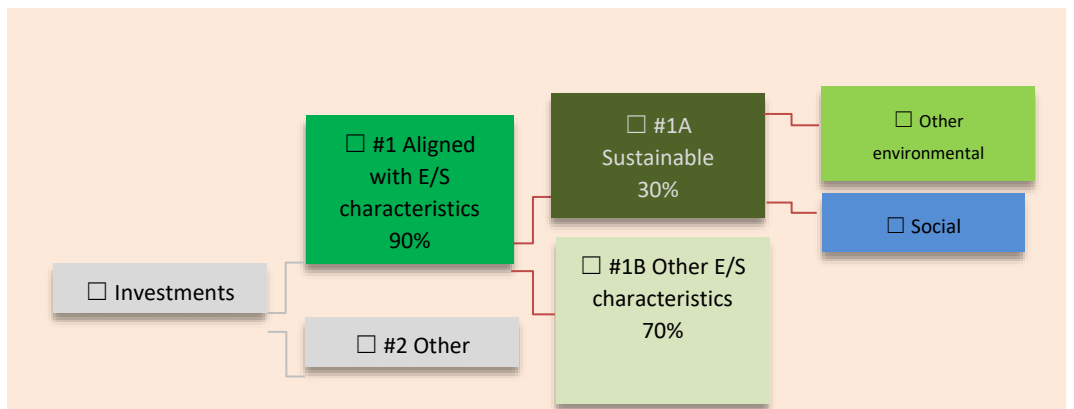 ☐ Investments
☐ #1 Aligned
with E/S
characteristics
90%
☐ #2 Other
☐ #1A
Sustainable
30%
☐ #1B Other E/S
characteristics
70%
☐ Other
environmental
☐ Social